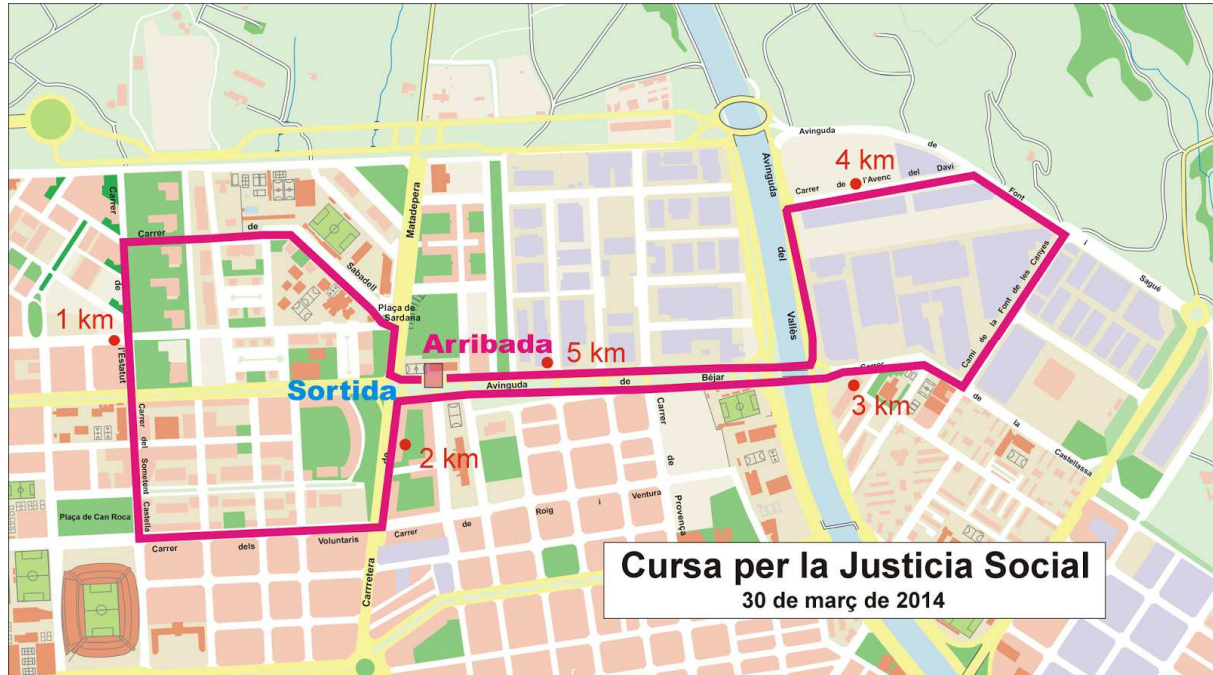 Avinguda
de
Font
i
Sagué
Carrer de l'Avenc del Davi
4 km
Carrer
de
l'Estatut
Carrer
de
Sabadell
Matadepera
Avinguda
del
Vallès
Camí de la Font de les Canyes
Plaça de
Sardana
1 km
Arribada
5 km
Sortida
Avinguda de Béjar
Carrer
de
la
Castellassa
3 km
Carrer del Sometent
Castella
de
2 km
Carrer
de
Provença
Plaça de Can Roca
Carrer de Roig i Ventura
Carrer dels Voluntaris
Carrretera
Cursa per la Justicia Social
30 de març de 2014